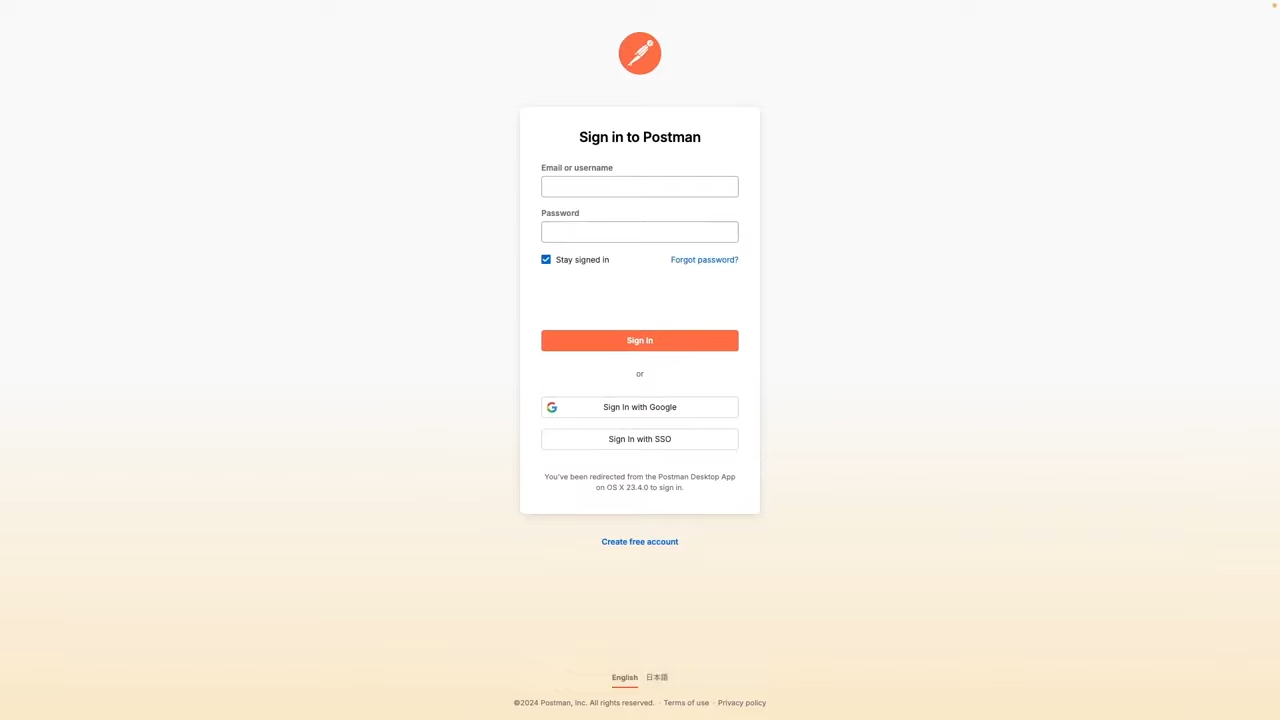 Sign in to Postman
Email or username
Password
Stay signed in
Forgot password?
Sign In
or
Sign In with Google
Sign In with SSO
You've been redirected from the Postman Desktop App
on OS X 23.4.0 to sign in.
Create free account
English 日本語
©2024 Postman, Inc. All rights reserved. · Terms of use · Privacy policy